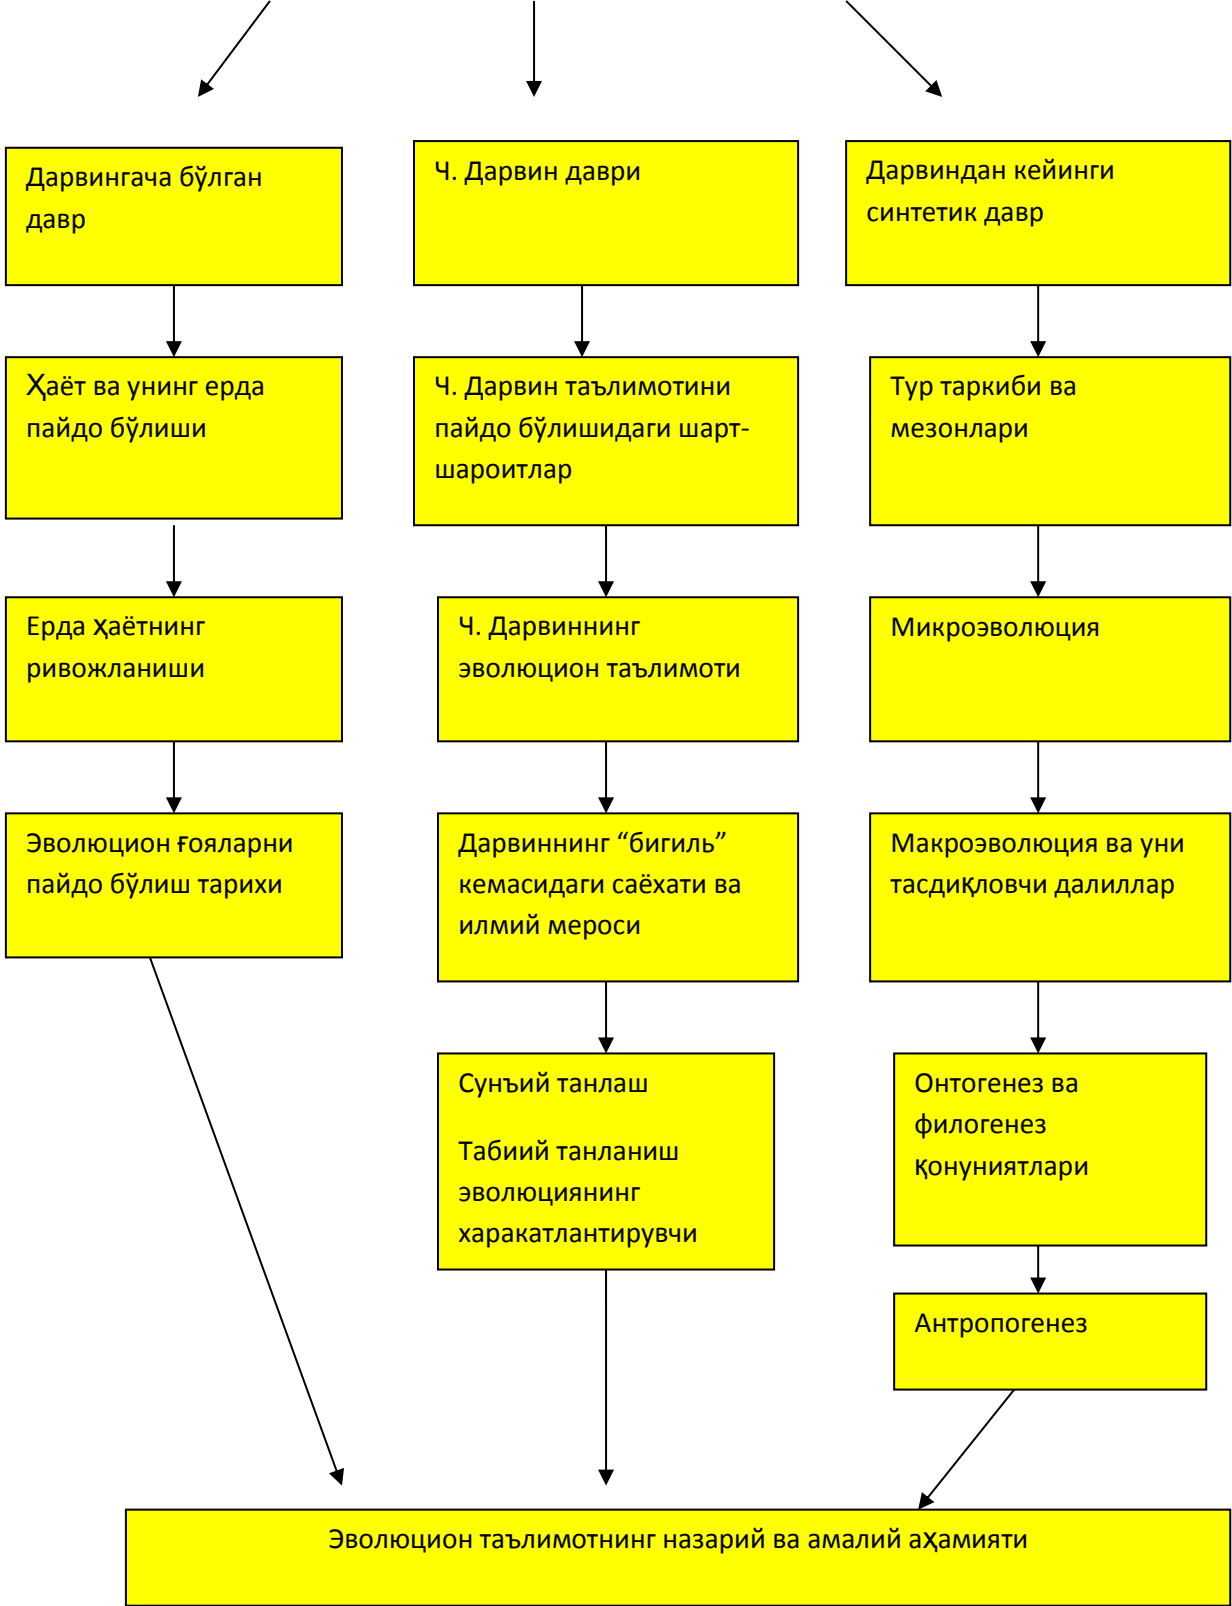 Дарвингача бўлган
давр
Ч. Дарвин даври
Дарвиндан кейинги
синтетик давр
Ҳаёт ва унинг ерда
пайдо бўлиши
Ч. Дарвин таълимотини
пайдо бўлишидаги шарт-
шароитлар
Тур таркиби ва
мезонлари
Ерда ҳаётнинг
ривожланиши
Ч. Дарвиннинг
эволюцион таълимоти
Микроэволюция
Эволюцион ғояларни
пайдо бўлиш тарихи
Дарвиннинг “бигиль”
кемасидаги саёхати ва
илмий мероси
Макроэволюция ва уни
тасдиқловчи далиллар
Сунъий танлаш
Табиий танланиш
эволюциянинг
харакатлантирувчи
Онтогенез ва
филогенез
қонуниятлари
Антропогенез
Эволюцион таълимотнинг назарий ва амалий аҳамияти